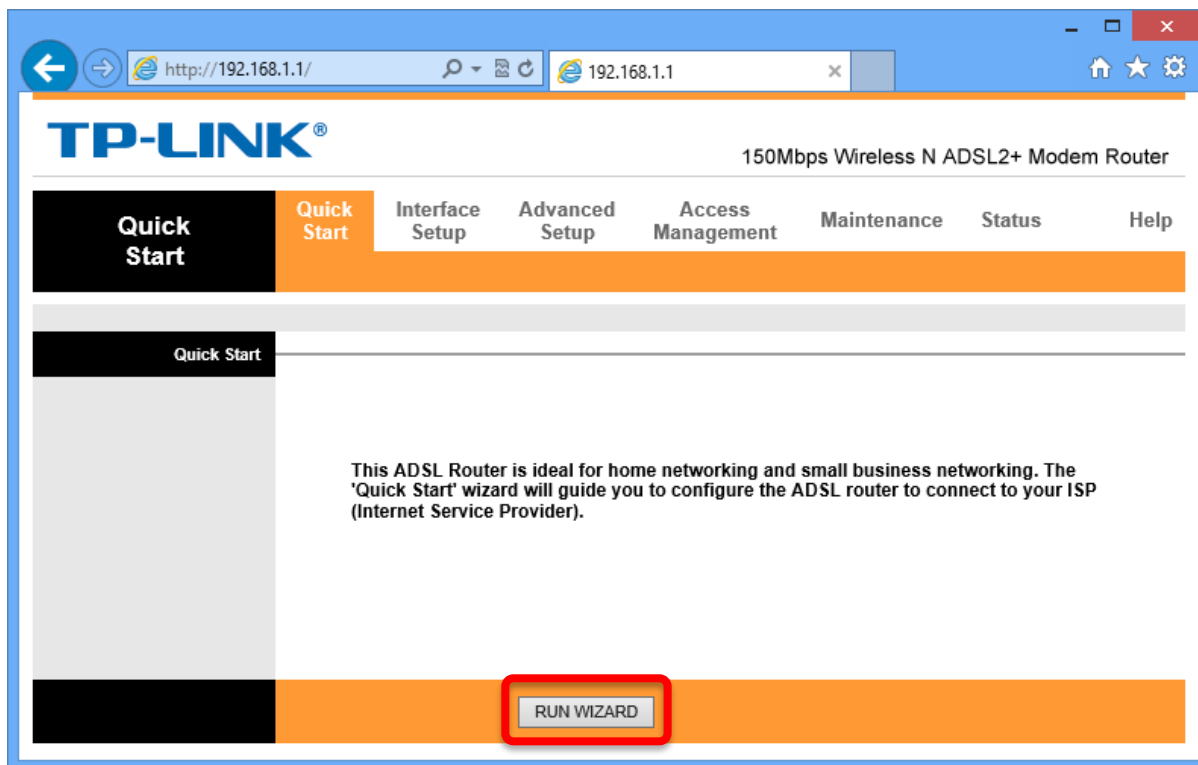 http://192.168.1.1/
192.168.1.1
TP-LINK®
150Mbps Wireless N ADSL2+ Modem Router
Quick
Start
Quick
Start
Interface
Setup
Advanced
Setup
Access
Management
Maintenance
Status
Help
Quick Start
This ADSL Router is ideal for home networking and small business networking. The
'Quick Start' wizard will guide you to configure the ADSL router to connect to your ISP
(Internet Service Provider).
RUN WIZARD